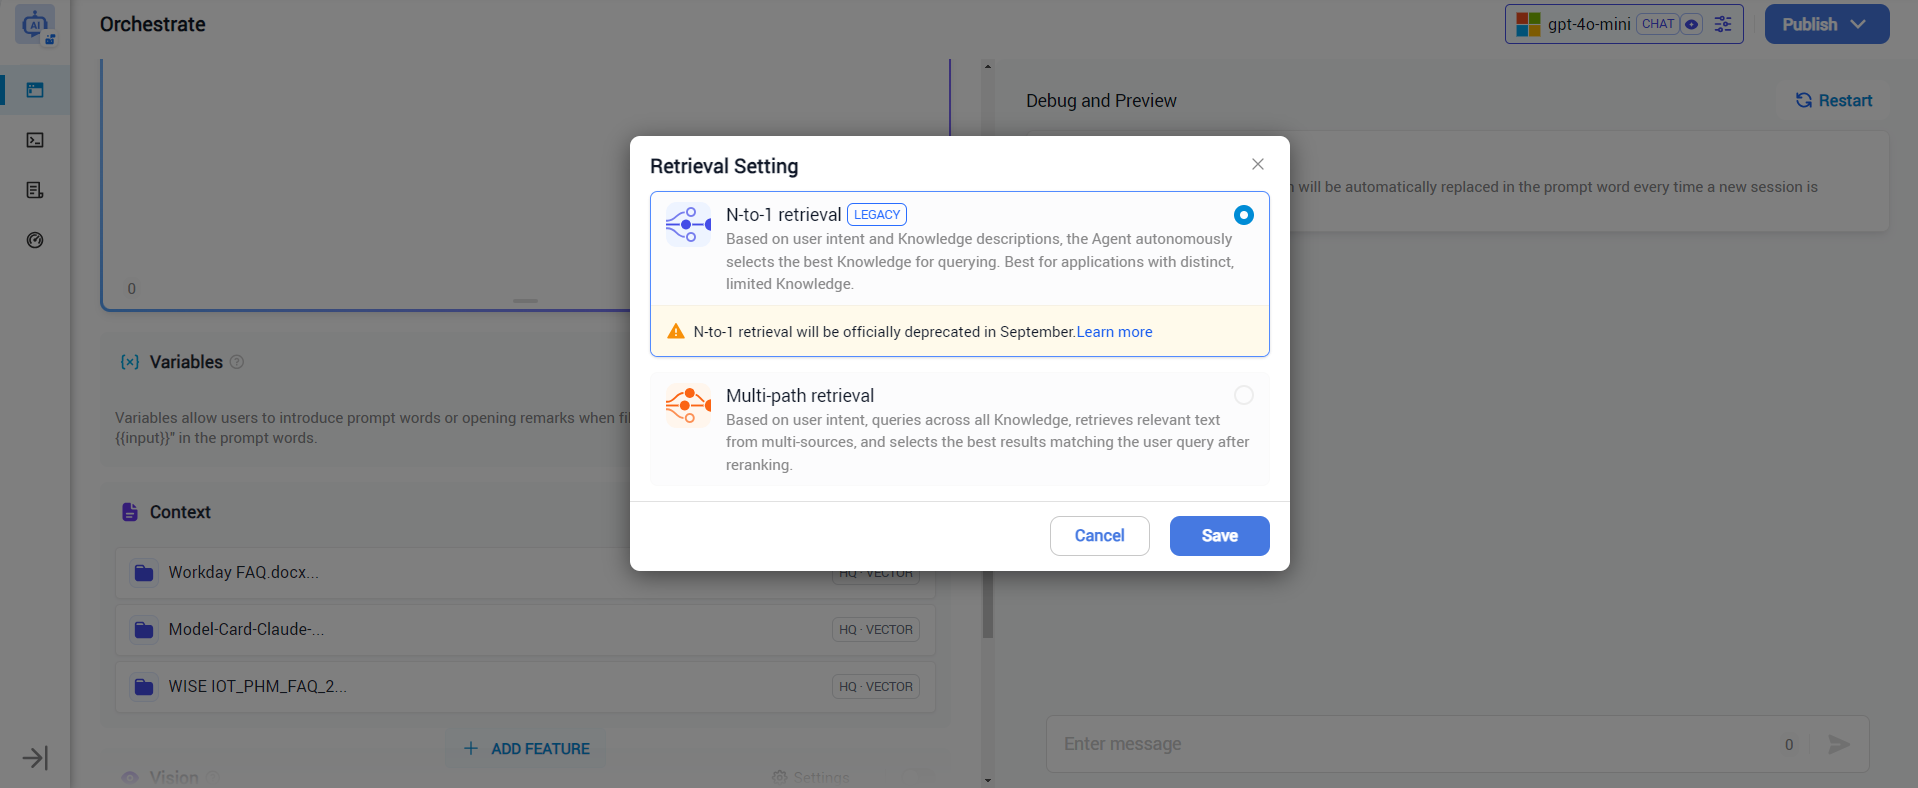 AI
Orchestrate
gpt-4o-mini CHAT
Publish
Debug and Preview
Restart
will be automatically replaced in the prompt word every time a new session is
0
Variables
Variables allow users to introduce prompt words or opening remarks when fil
{{input}}" in the prompt words.
Context
Workday FAQ.docx...
HQ · VECTOR
Model-Card-Claude-...
HQ · VECTOR
WISE IOT_PHM_FAQ_2...
HQ · VECTOR
ADD FEATURE
Vision
Settings
Retrieval Setting
N-to-1 retrieval LEGACY
Based on user intent and Knowledge descriptions, the Agent autonomously
selects the best Knowledge for querying. Best for applications with distinct,
limited Knowledge.
N-to-1 retrieval will be officially deprecated in September.Learn more
Multi-path retrieval
Based on user intent, queries across all Knowledge, retrieves relevant text
from multi-sources, and selects the best results matching the user query after
reranking.
Cancel
Save
Enter message
0